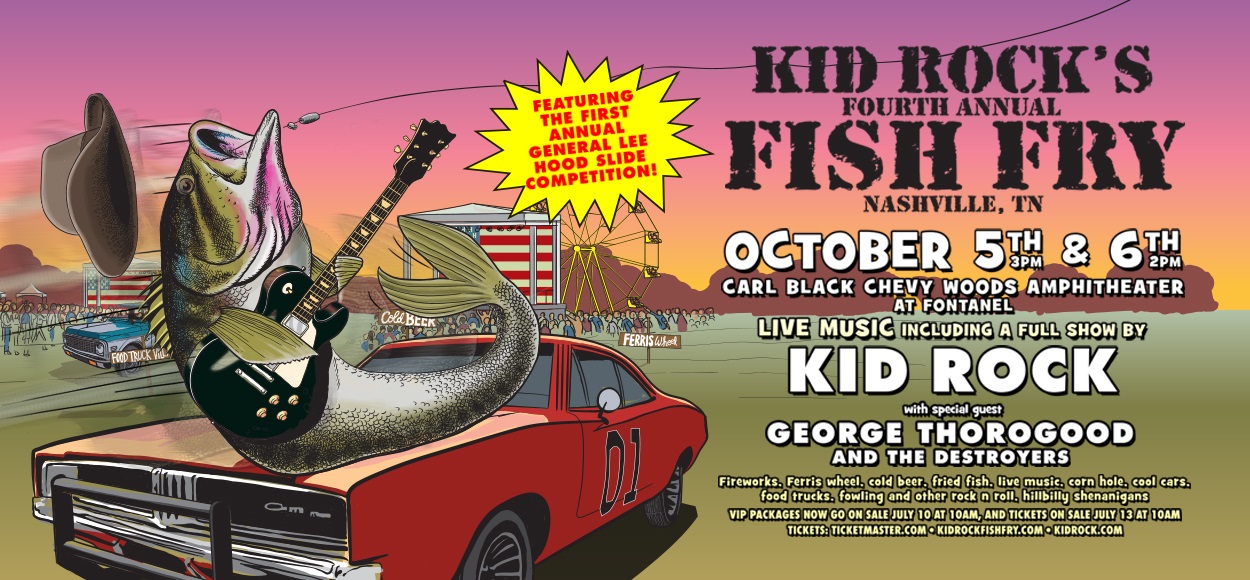 FEATURING
THE FIRST
ANNUAL
GENERAL LEE
HOOD SLIDE
COMPETITION!
KID ROCK'S
FOURTH ANNUAL
FISH FRY
NASHVILLE, TN
OCTOBER 5TH 3PM & 6TH 2PM
CARL BLACK CHEVY WOODS AMPHITHEATER
AT FONTANEL
LIVE MUSIC INCLUDING A FULL SHOW BY
KID ROCK
with special guest
GEORGE THOROGOOD
AND THE DESTROYERS
Fireworks, Ferris wheel, cold beer, fried fish, live music, corn hole, cool cars,
food trucks, fowling and other rock n roll, hillbilly shenanigans
VIP PACKAGES NOW GO ON SALE JULY 10 AT 10AM, AND TICKETS ON SALE JULY 13 AT 10AM
TICKETS: TICKETMASTER.COM • KIDROCKFISHFRY.COM • KIDROCK.COM
Cold BEER
FERRIS Wheel
FOOD TRUCK
01